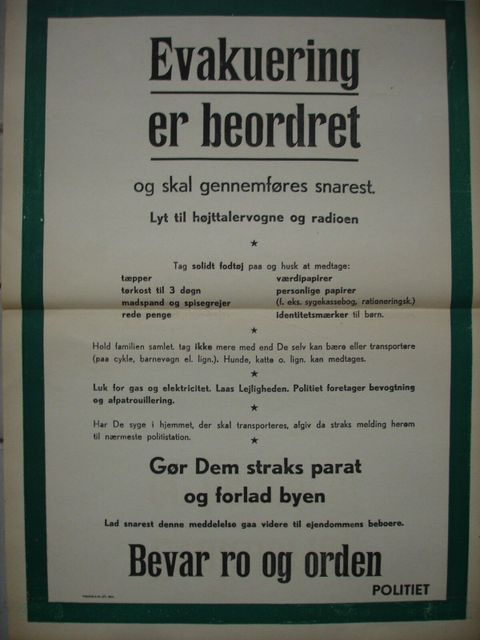 Evakuering
er beordret
og skal gennemføres snarest.
Lyt til højttalervogne og radioen
Tag solidt fodtøj paa og husk at medtage:
tæpper
tørkost til 3 døgn
madspand og spisegrejer
rede penge
værdipapirer
personlige papirer
(f. eks. sygekassebog, rationeringsk.)
identitetsmærker til børn.
Hold familien samlet, tag ikke mere med end De selv kan bære eller transportere
(paa cykle, barnevogn el. lign.). Hunde, katte o. lign. kan medtages.
Luk for gas og elektricitet. Laas Lejligheden. Politiet foretager bevogtning
og afpatrouillering.
Har De syge i hjemmet, der skal transporteres, afgiv da straks melding herom
til nærmeste politistation.
Gør Dem straks parat
og forlad byen
Lad snarest denne meddelelse gaa videre til ejendommens beboere.
Bevar ro og orden
POLITIET